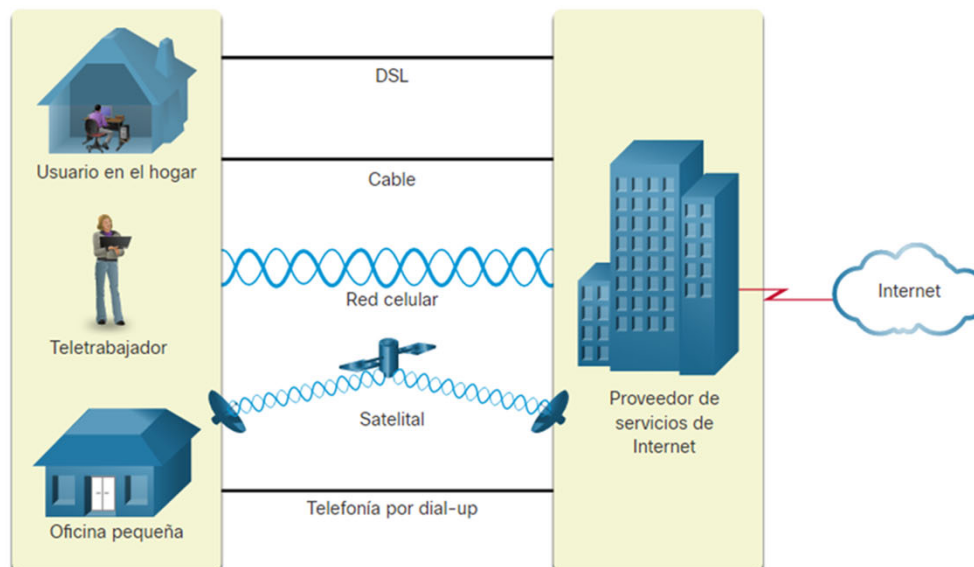 DSL
Usuario en el hogar
Cable
Red celular
Internet
Teletrabajador
Satelital
Proveedor de
servicios de
Internet
Telefonía por dial-up
Oficina pequeña